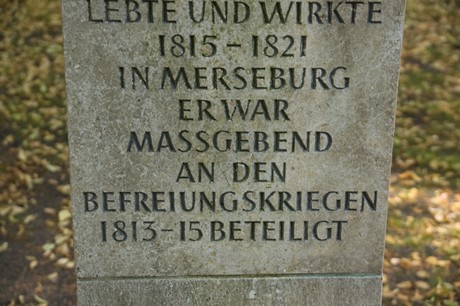 LEBTE UND WIRKTE
1815 - 1821
IN MERSEBURG
ER WAR
MASSGEBEND
AN DEN
BEFREIUNGSKRIEGEN
1813-15 BETEILIGT